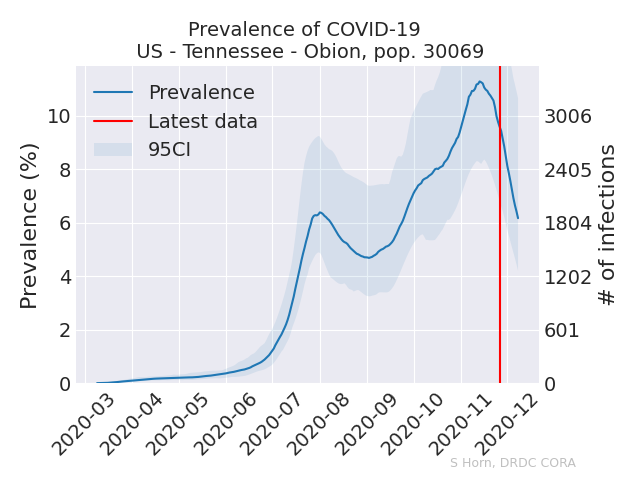 Prevalence of COVID-19
US - Tennessee - Obion, pop. 30069
Prevalence
Latest data
95CI
Prevalence (%)
10
8
6
4
2
0
3006
2405
1804
1202
601
0
# of infections
2020-03
2020-04
2020-05
2020-06
2020-07
2020-08
2020-09
2020-10
2020-11
2020-12
S Horn, DRDC CORA